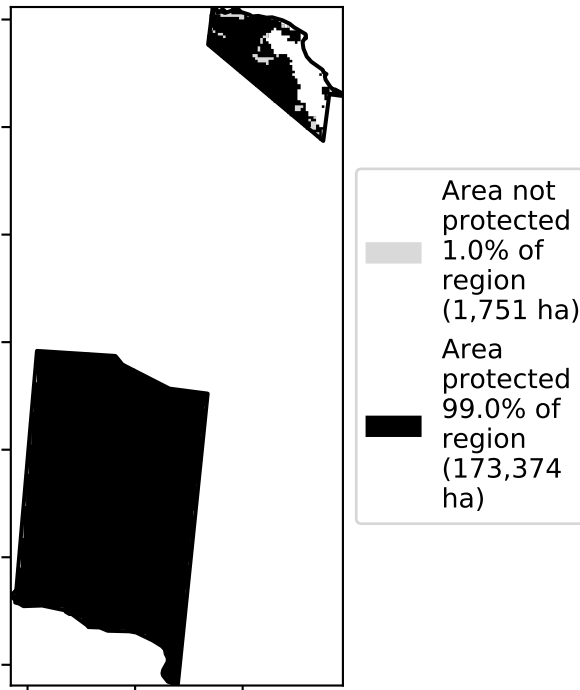 Area not
protected
1.0% of
region
(1,751 ha)
Area
protected
99.0% of
region
(173,374
ha)